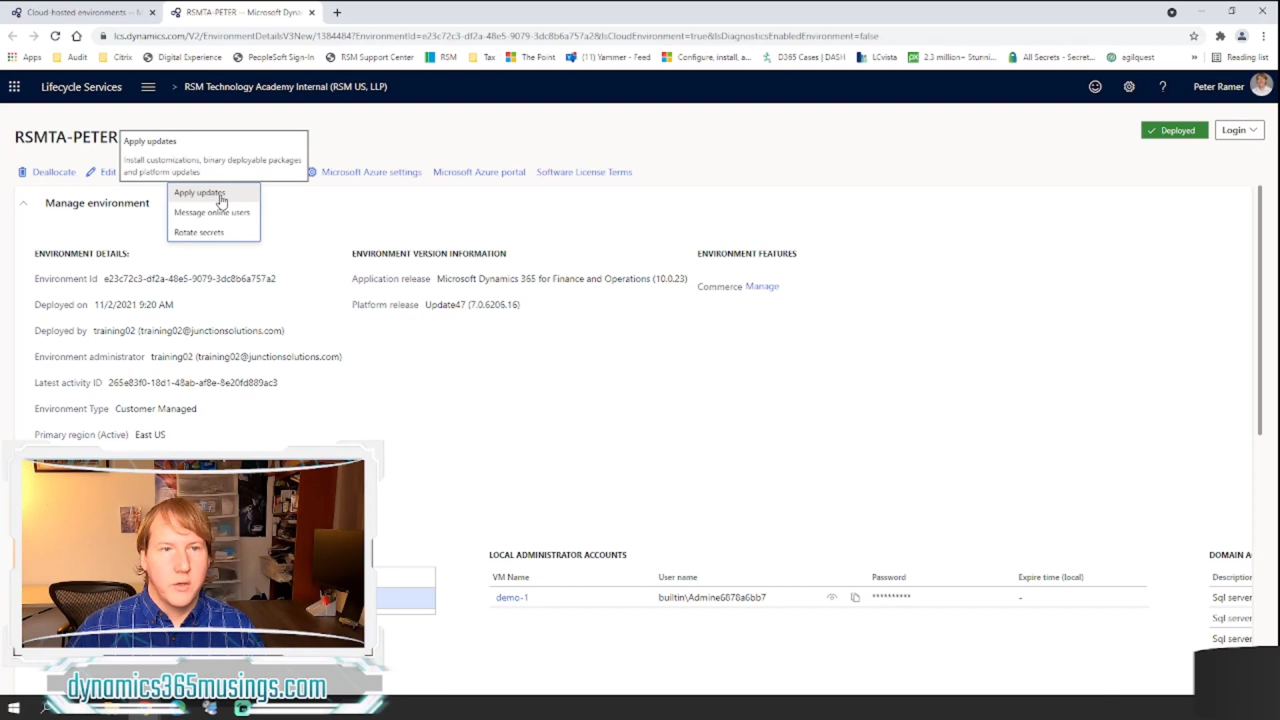 Cloud-hosted environments -- M
RSMTA-PETER -- Microsoft Dyna
lcs.dynamics.com/V2/EnvironmentDetailsV3New/1384484?EnvironmentId=e23c72c3-df2a-48e5-9079-3dc8b6a757a2&IsCloudEnvironment=true&IsDiagnosticsEnabledEnvironment=false
Apps Audit Citrix Digital Experience PeopleSoft Sign-In RSM Support Center RSM Tax The Point (11) Yammer - Feed Configure, install, a... D365 Cases | DASH LCvista 2.3 million+ Stunni... All Secrets - Secret... agilquest » Reading list
Lifecycle Services > RSM Technology Academy Internal (RSM US, LLP) ? Peter Ramer
RSMTA-PETER
Apply updates
Install customizations, binary deployable packages
and platform updates
Deployed Login
Deallocate Edit Microsoft Azure settings Microsoft Azure portal Software License Terms
Apply updates
Message online users
Rotate secrets
Manage environment
ENVIRONMENT DETAILS: ENVIRONMENT VERSION INFORMATION ENVIRONMENT FEATURES
Environment Id e23c72c3-df2a-48e5-9079-3dc8b6a757a2 Application release Microsoft Dynamics 365 for Finance and Operations (10.0.23) Commerce Manage
Deployed on 11/2/2021 9:20 AM Platform release Update47 (7.0.6206.16)
Deployed by training02 (training02@junctionsolutions.com)
Environment administrator training02 (training02@junctionsolutions.com)
Latest activity ID 265e83f0-18d1-48ab-af8e-8e20fd889ac3
Environment Type Customer Managed
Primary region (Active) East US
LOCAL ADMINISTRATOR ACCOUNTS DOMAIN A
VM Name User name Password Expire time (local) Descriptio
demo-1 builtin\Admine6878a6bb7 ********** - Sql server
Sql server
Sql server
dynamics365musings.com